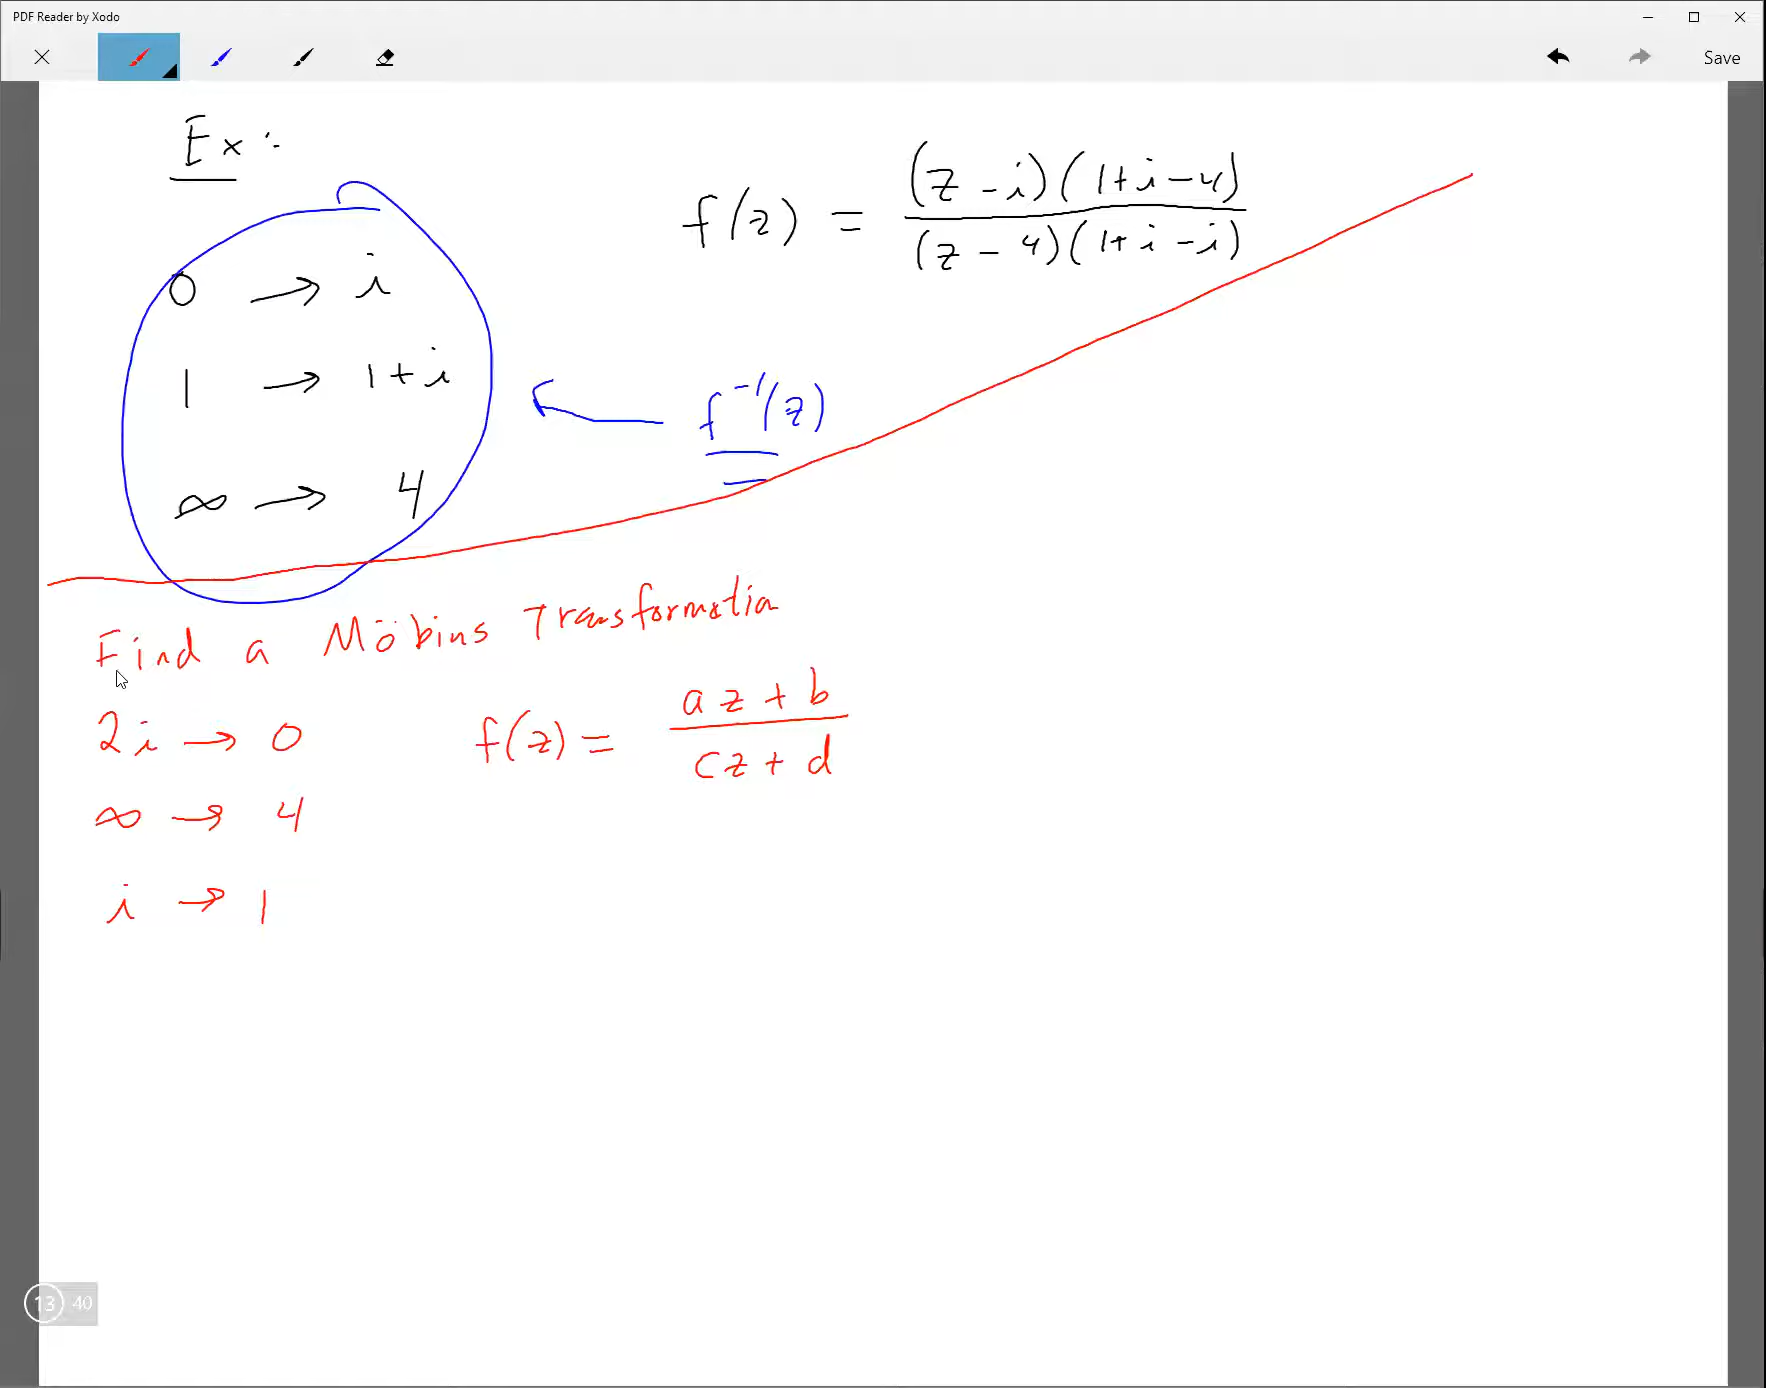 PDF Reader by Xodo
Save
Ex:
f(z) = (z-i)(1+i-4) / (z-4)(1+i-i)
0 → i
1 → 1+i
f⁻¹(z)
∞ → 4
Find a Möbius Transformation
2i → 0
f(z) = az+b / cz+d
∞ → 4
i → 1
13 40